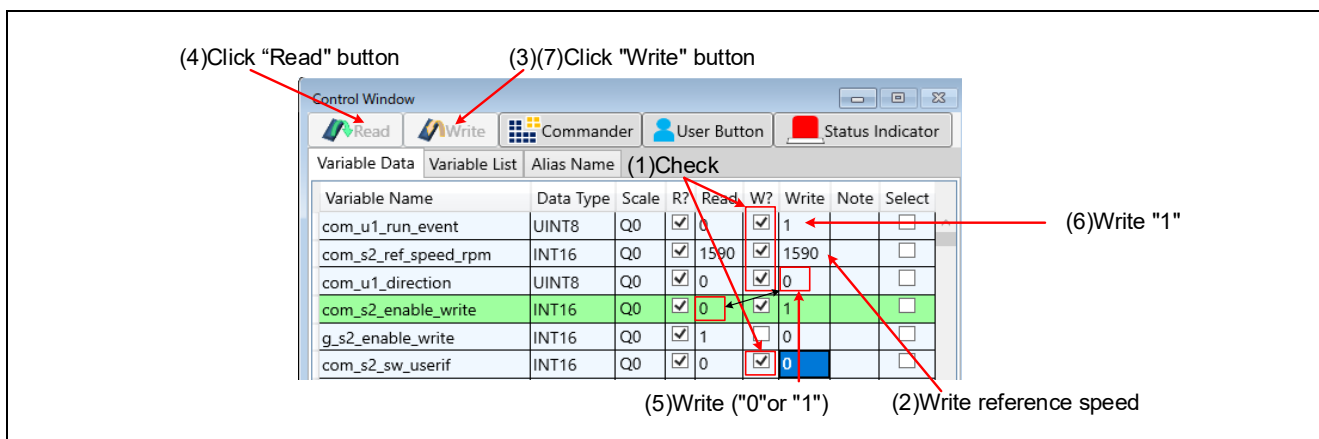 (4)Click “Read" button
(3)(7)Click "Write" button
Control Window
Read Write Commander User Button Status Indicator
Variable Data Variable List Alias Name
(1)Check
Variable Name Data Type Scale R? Read W? Write Note Select
com_u1_run_event UINT8 Q0 0 1
(6)Write "1"
com_s2_ref_speed_rpm INT16 Q0 1590 1590
com_u1_direction UINT8 Q0 0 0
com_s2_enable_write INT16 Q0 0 1
g_s2_enable_write INT16 Q0 1 0
com_s2_sw_userif INT16 Q0 0 0
(5)Write ("0"or "1")
(2)Write reference speed